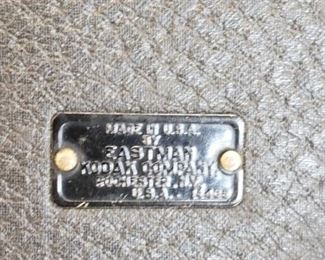 MADE IN U.S.A.
BY
EASTMAN
KODAK COMPANY
ROCHESTER, N.Y.
U.S.A.